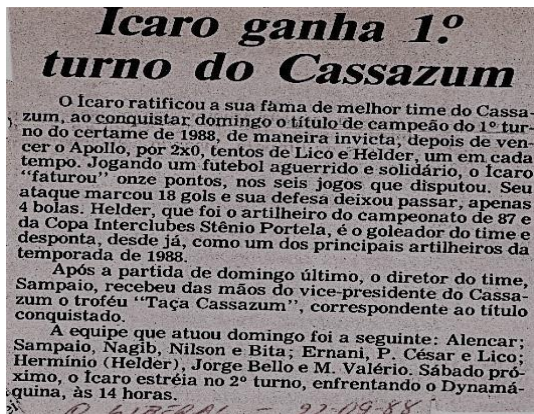 Ícaro ganha 1.º
turno do Cassazum
O Ícaro ratificou a sua fama de melhor time do Cassa-
zum, ao conquistar domingo o título de campeão do 1º tur-
no do certame de 1988, de maneira invicta, depois de ven-
cer o Apollo, por 2x0, tentos de Lico e Helder, um em cada
tempo. Jogando um futebol aguerrido e solidário, o Ícaro
"faturou" onze pontos, nos seis jogos que disputou. Seu
ataque marcou 18 gols e sua defesa deixou passar, apenas
4 bolas. Helder, que foi o artilheiro do campeonato de 87 e
da Copa Interclubes Stênio Portela, é o goleador do time e
desponta, desde já, como um dos principais artilheiros da
temporada de 1988.
Após a partida de domingo último, o diretor do time,
Sampaio, recebeu das mãos do vice-presidente do Cassa-
zum o troféu "Taça Cassazum", correspondente ao título
conquistado.
A equipe que atuou domingo foi a seguinte: Alencar;
Sampaio, Nagib, Nilson e Bita; Ernani, P. César e Lico;
Hermínio (Helder), Jorge Bello e M. Valério. Sábado pró-
ximo, o Ícaro estréia no 2º turno, enfrentando o Dynamá-
quina, às 14 horas.
O LIBERAL - 27-09-88